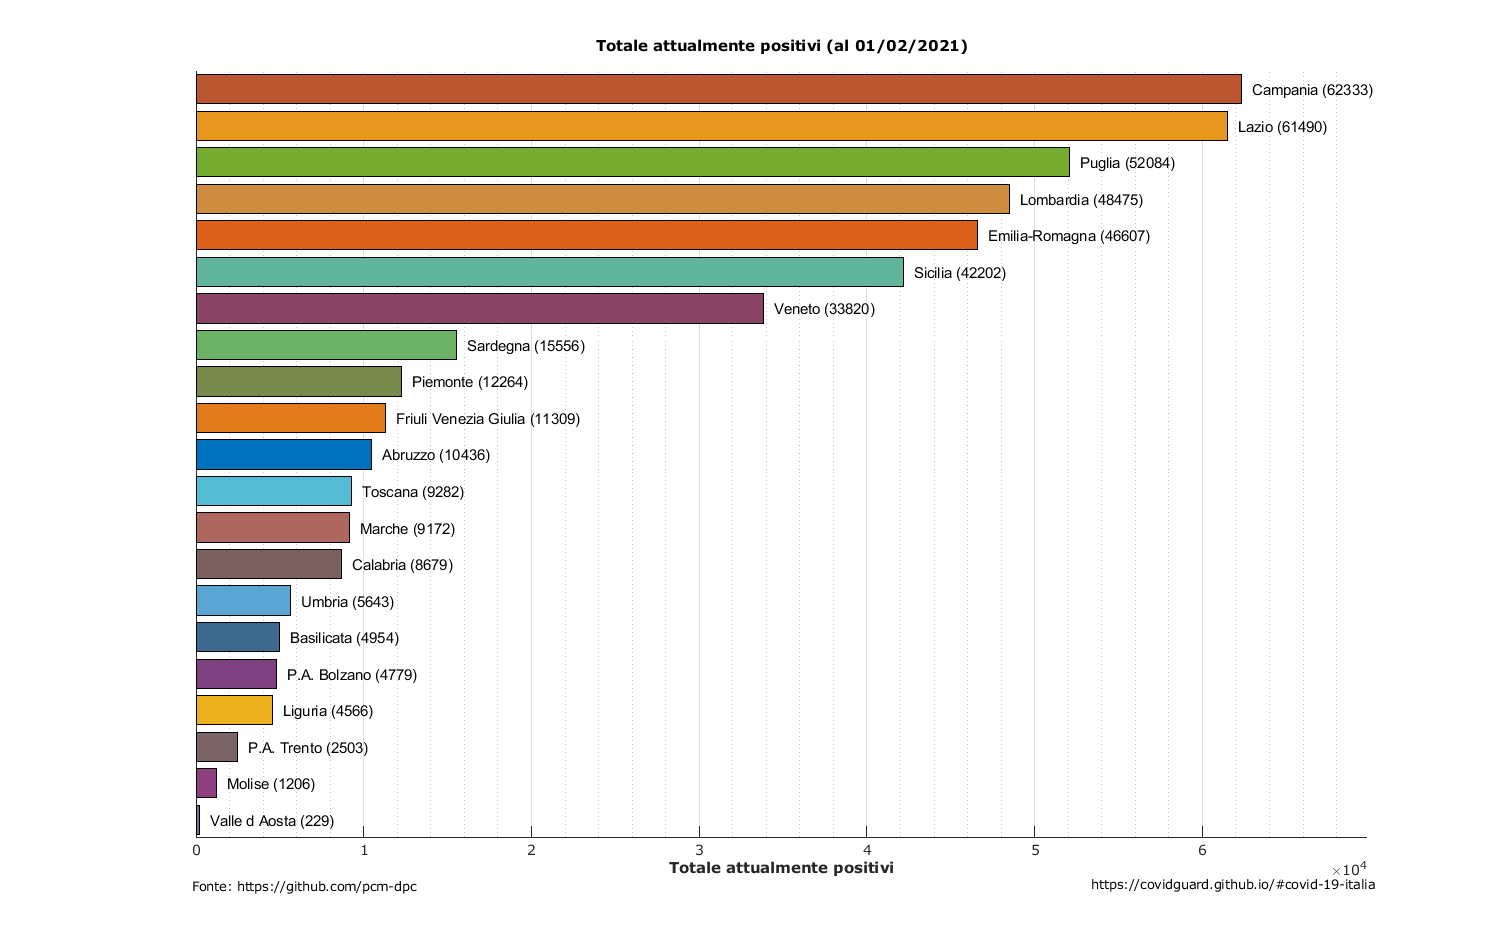 Totale attualmente positivi (al 01/02/2021)
Campania (62333)
Lazio (61490)
Puglia (52084)
Lombardia (48475)
Emilia-Romagna (46607)
Sicilia (42202)
Veneto (33820)
Sardegna (15556)
Piemonte (12264)
Friuli Venezia Giulia (11309)
Abruzzo (10436)
Toscana (9282)
Marche (9172)
Calabria (8679)
Umbria (5643)
Basilicata (4954)
P.A. Bolzano (4779)
Liguria (4566)
P.A. Trento (2503)
Molise (1206)
Valle d Aosta (229)
0 1 2 3 4 5 6
×10⁴
Totale attualmente positivi
Fonte: https://github.com/pcm-dpc
https://covidguard.github.io/#covid-19-italia